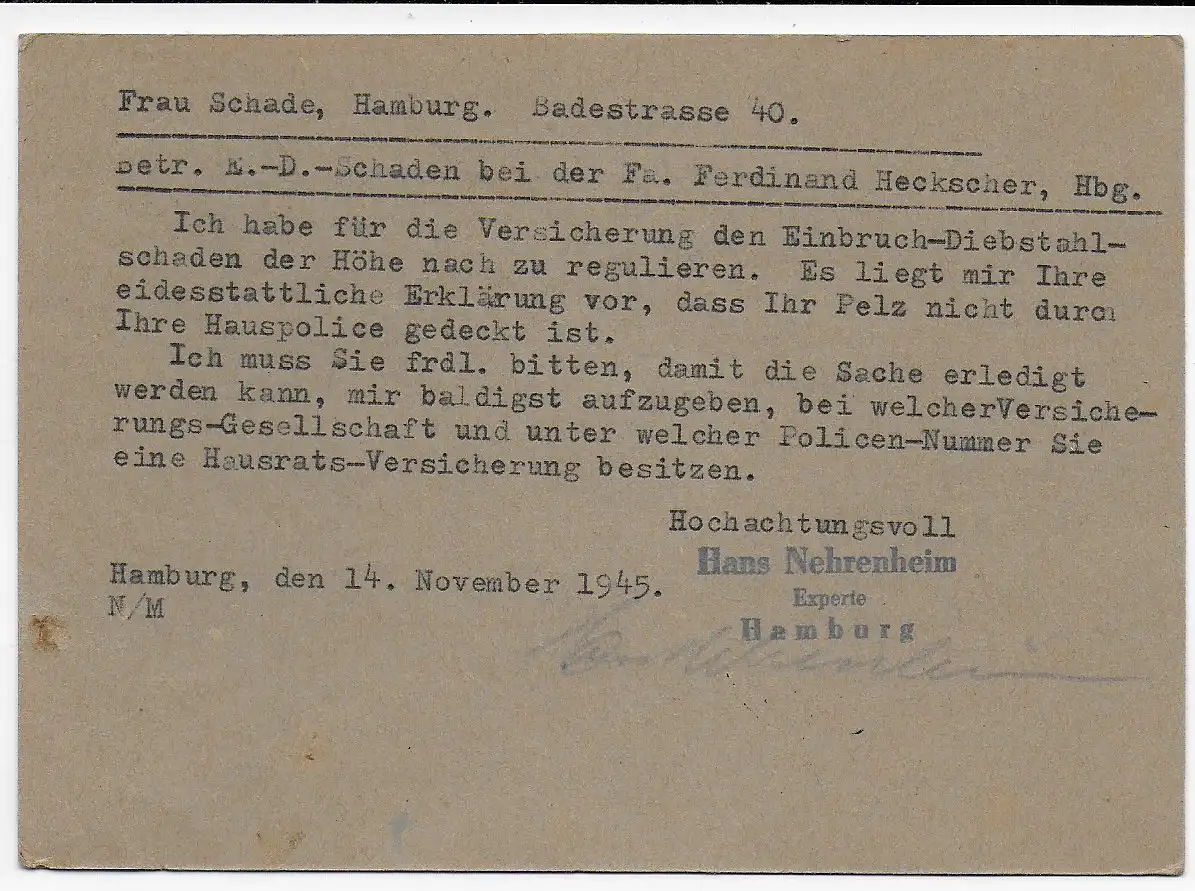 Frau Schade, Hamburg. Badestrasse 40.
Betr. E.-D.-Schaden bei der Fa. Ferdinand Heckscher, Hbg.
Ich habe für die Versicherung den Einbruch-Diebstahl-
schaden der Höhe nach zu regulieren. Es liegt mir Ihre
eidesstattliche Erklärung vor, dass Ihr Pelz nicht durch
Ihre Hauspolice gedeckt ist.
Ich muss Sie frdl. bitten, damit die Sache erledigt
werden kann, mir baldigst aufzugeben, bei welcherVersiche-
rungs-Gesellschaft und unter welcher Policen-Nummer Sie
eine Hausrats-Versicherung besitzen.
Hochachtungsvoll
Hans Nehrenheim
Experte
Hamburg
Hamburg, den 14. November 1945.
N/M
Hans Nehrenheim